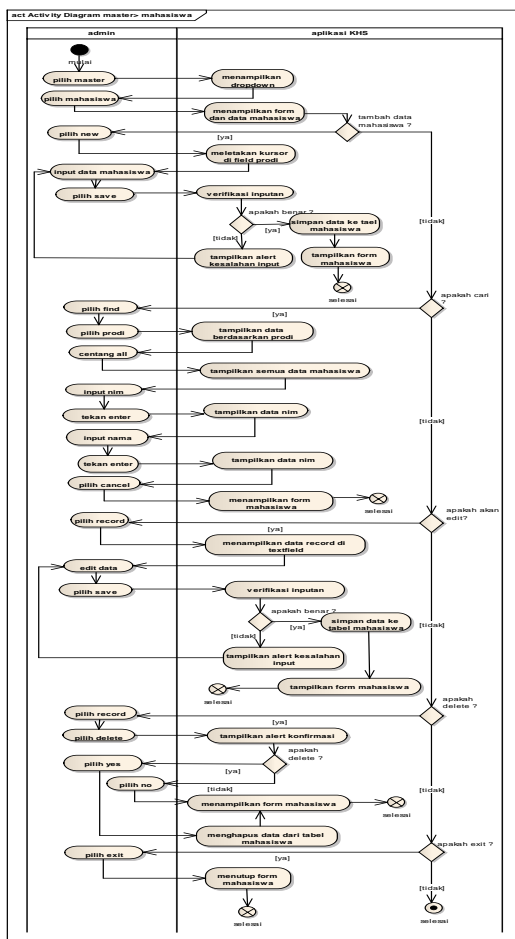 act Activity Diagram master> mahasiswa
admin
aplikasi KHS
mulai
pilih master
menampilkan
dropdown
pilih mahasiswa
menampilkan form
dan data mahasiswa
tambah data
mahasiswa ?
pilih new
[ya]
meletakan kursor
di field prodi
input data mahasiswa
pilih save
verifikasi inputan
apakah benar ?
[ya]
simpan data ke tael
mahasiswa
[tidak]
[tidak]
tampilkan alert
kesalahan input
tampilkan form
mahasiswa
selesai
apakah cari
?
pilih find
[ya]
pilih prodi
tampilkan data
berdasarkan prodi
centang all
tampilkan semua data mahasiswa
input nim
tekan enter
tampilkan data nim
[tidak]
input nama
tekan enter
tampilkan data nim
pilih cancel
menampilkan form
mahasiswa
selesai
apakah akan
edit?
pilih record
[ya]
menampilkan data record di
textfield
edit data
pilih save
verifikasi inputan
apakah benar ?
[ya]
simpan data ke
tabel mahasiswa
[tidak]
[tidak]
tampilkan alert kesalahan
input
tampilkan form mahasiswa
selesai
apakah
delete ?
pilih record
[ya]
pilih delete
tampilkan alert konfirmasi
apakah
delete ?
pilih yes
[ya]
pilih no
[tidak]
[tidak]
menampilkan form mahasiswa
selesai
menghapus data dari tabel
mahasiswa
apakah exit ?
pilih exit
[ya]
menutup form
mahasiswa
[tidak]
selesai
selesai